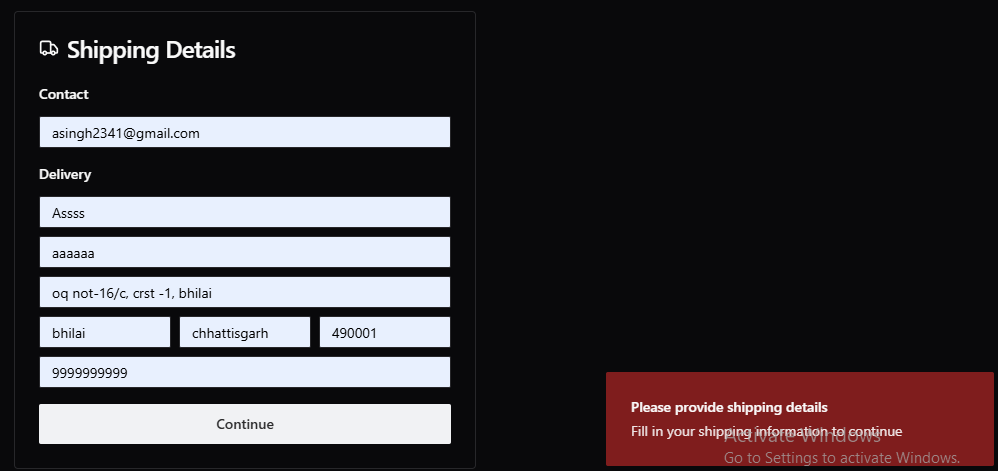 Shipping Details
Contact
asingh2341@gmail.com
Delivery
Assss
aaaaaa
oq not-16/c, crst -1, bhilai
bhilai chhattisgarh 490001
9999999999
Continue
Please provide shipping details
Fill in your shipping information to continue
Activate Windows
Go to Settings to activate Windows.